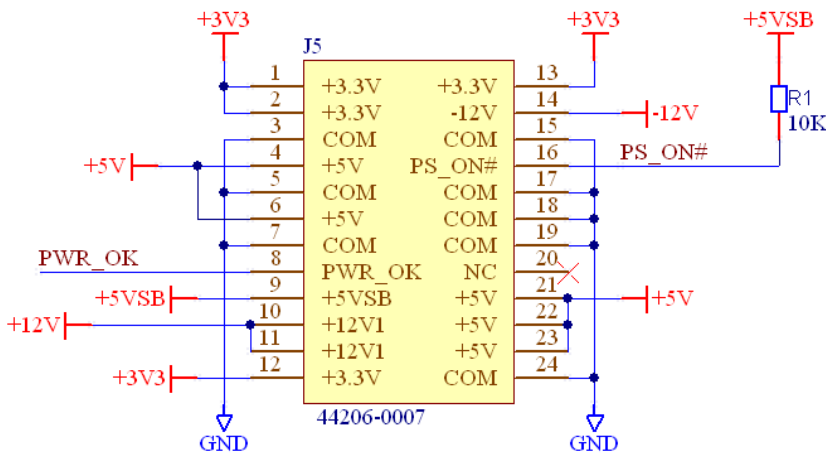 +3V3 +3V3 +5VSB
J5
1 +3.3V +3.3V 13
2 +3.3V -12V 14 -12V
R1
10K
3 COM COM 15
+5V 4 +5V PS_ON# 16 PS_ON#
5 COM COM 17
6 +5V COM 18
7 COM COM 19
PWR_OK 8 PWR_OK NC 20
+5VSB 9 +5VSB +5V 21 +5V
+12V 10 +12V1 +5V 22
11 +12V1 +5V 23
+3V3 12 +3.3V COM 24
44206-0007
GND GND